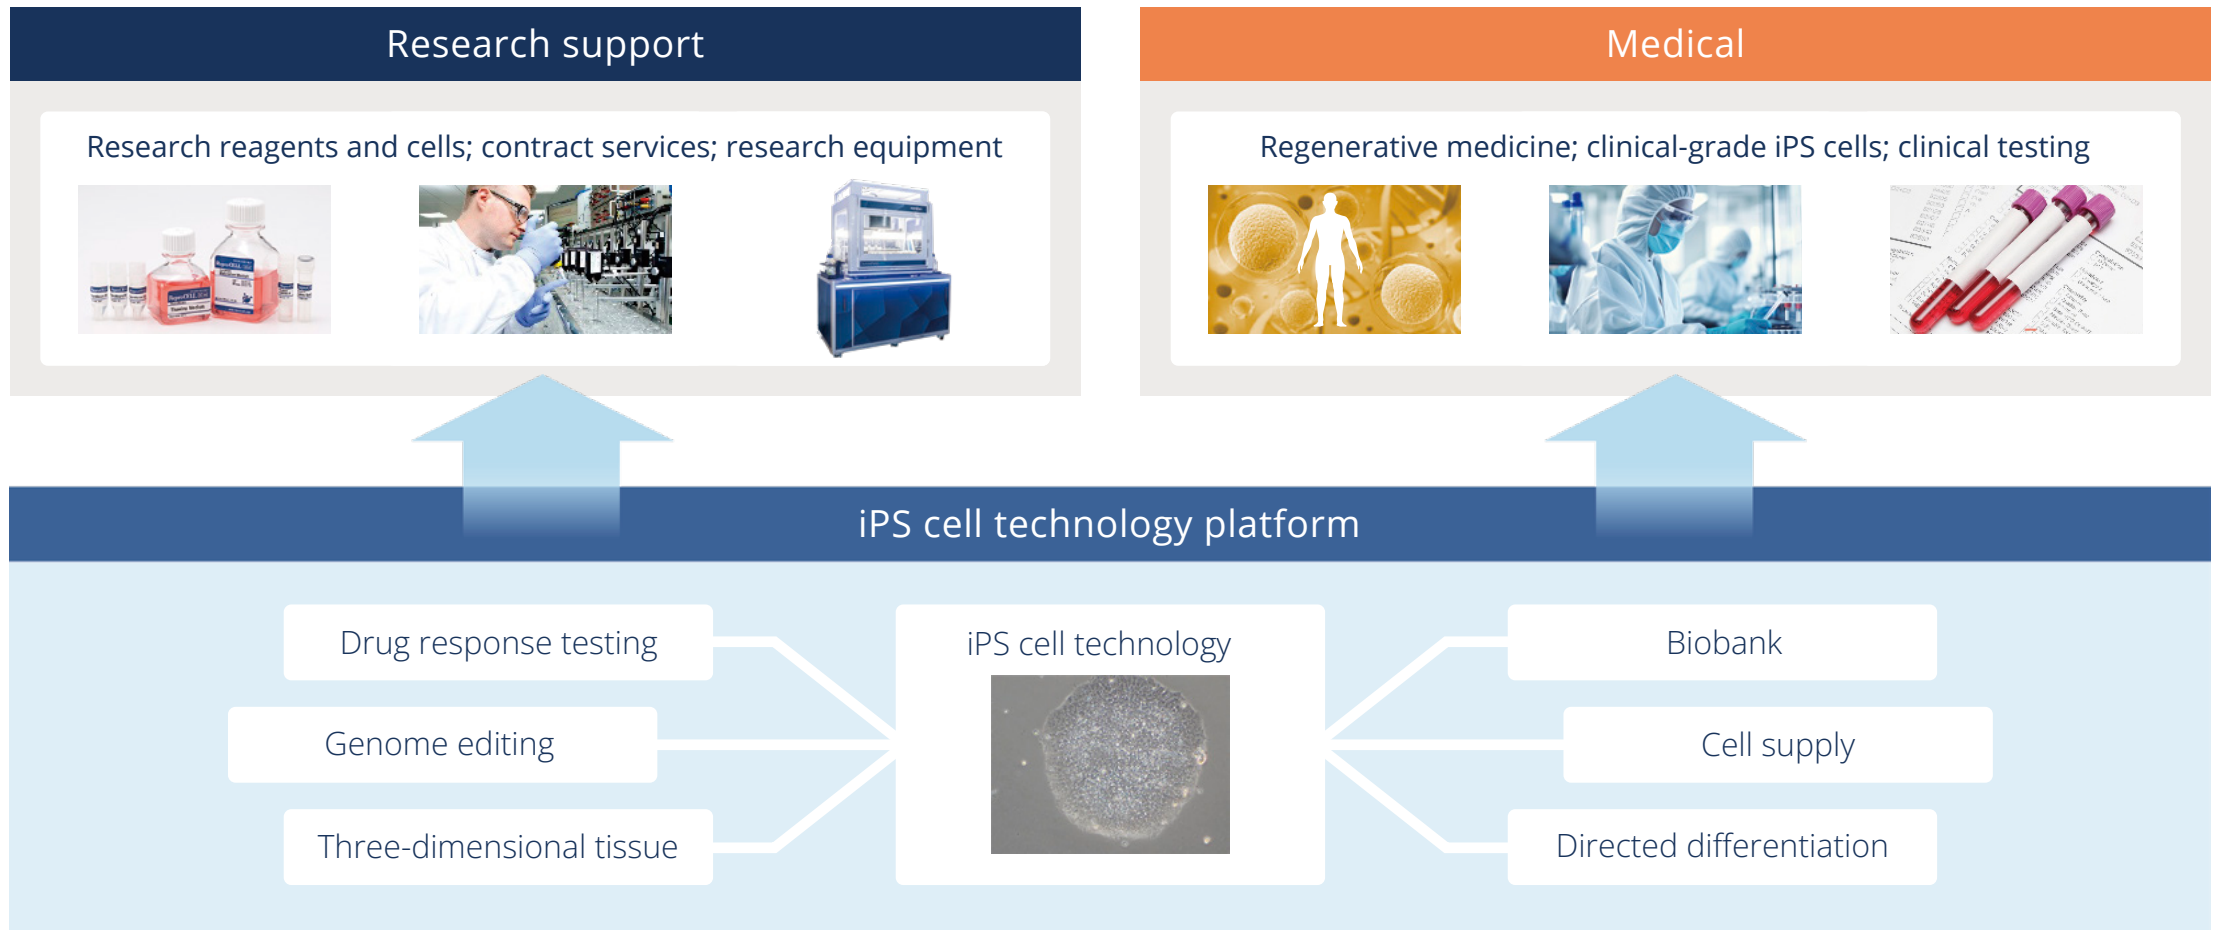 Research support
Medical
Research reagents and cells; contract services; research equipment
Regenerative medicine; clinical-grade iPS cells; clinical testing
iPS cell technology platform
Drug response testing
Genome editing
Three-dimensional tissue
iPS cell technology
Biobank
Cell supply
Directed differentiation